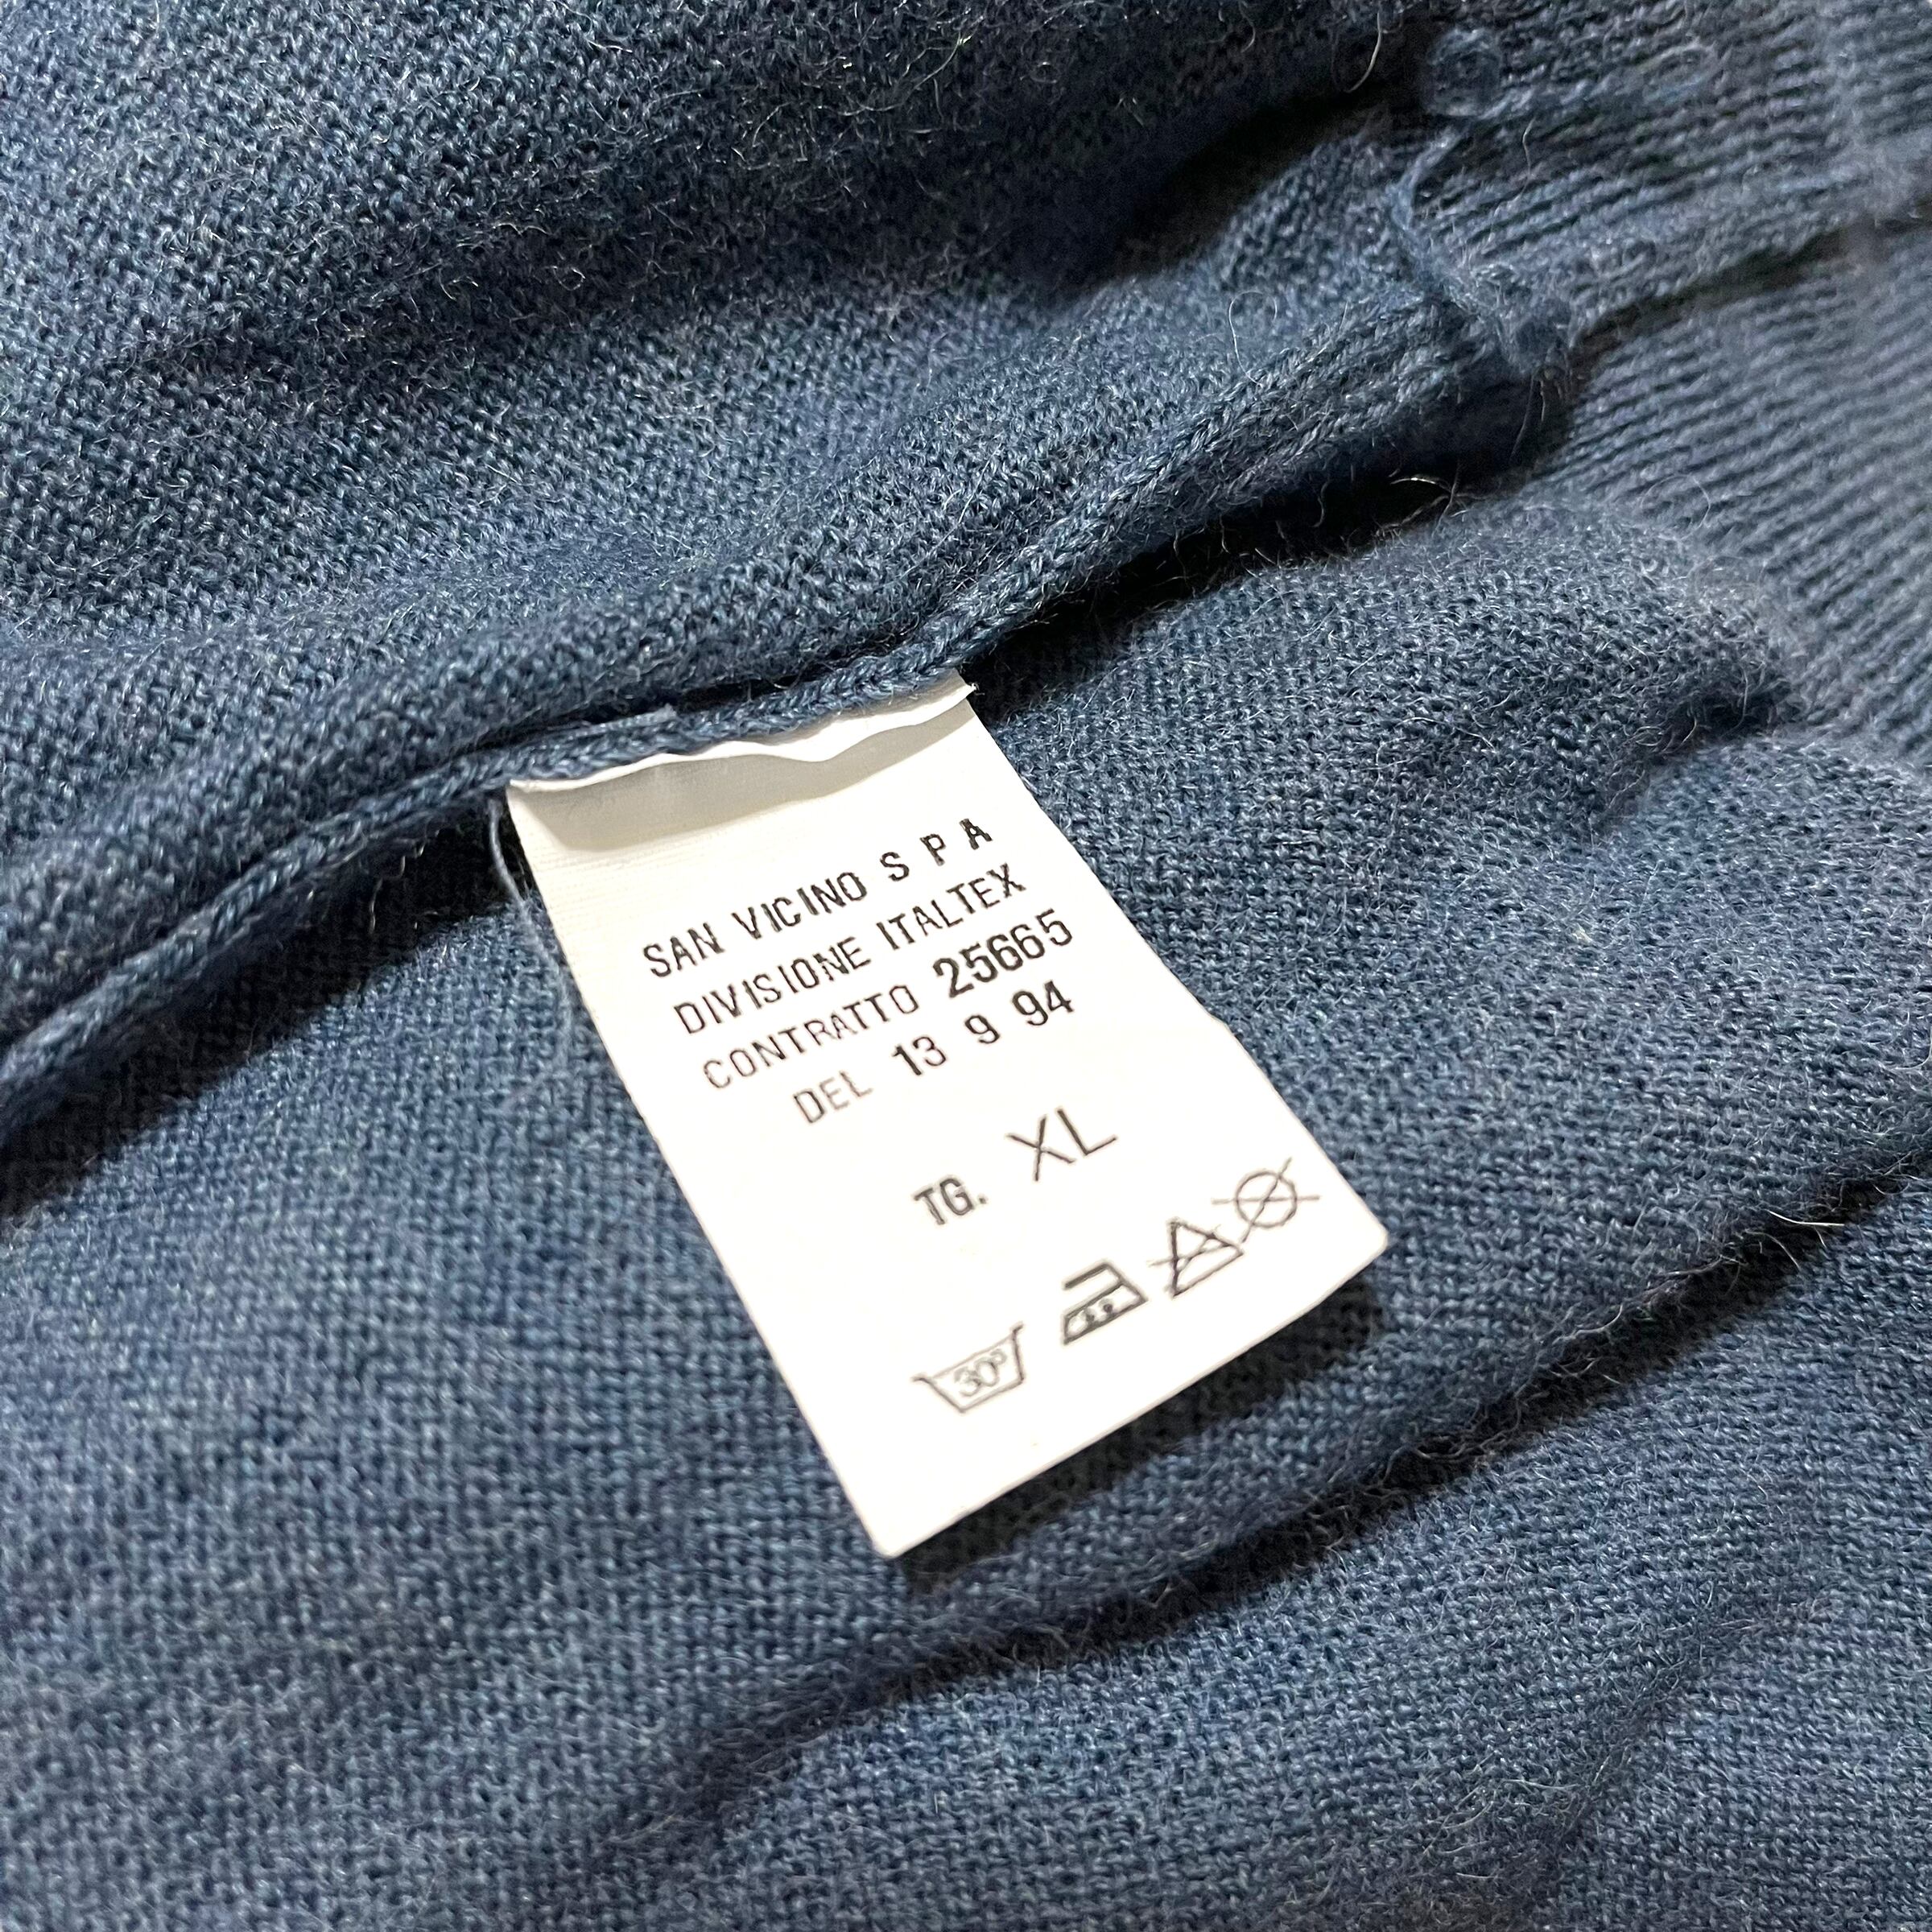 SAN VICINO S P A
DIVISIONE ITALTEX
CONTRATTO 25665
DEL 13 9 94
TG. XL
30°